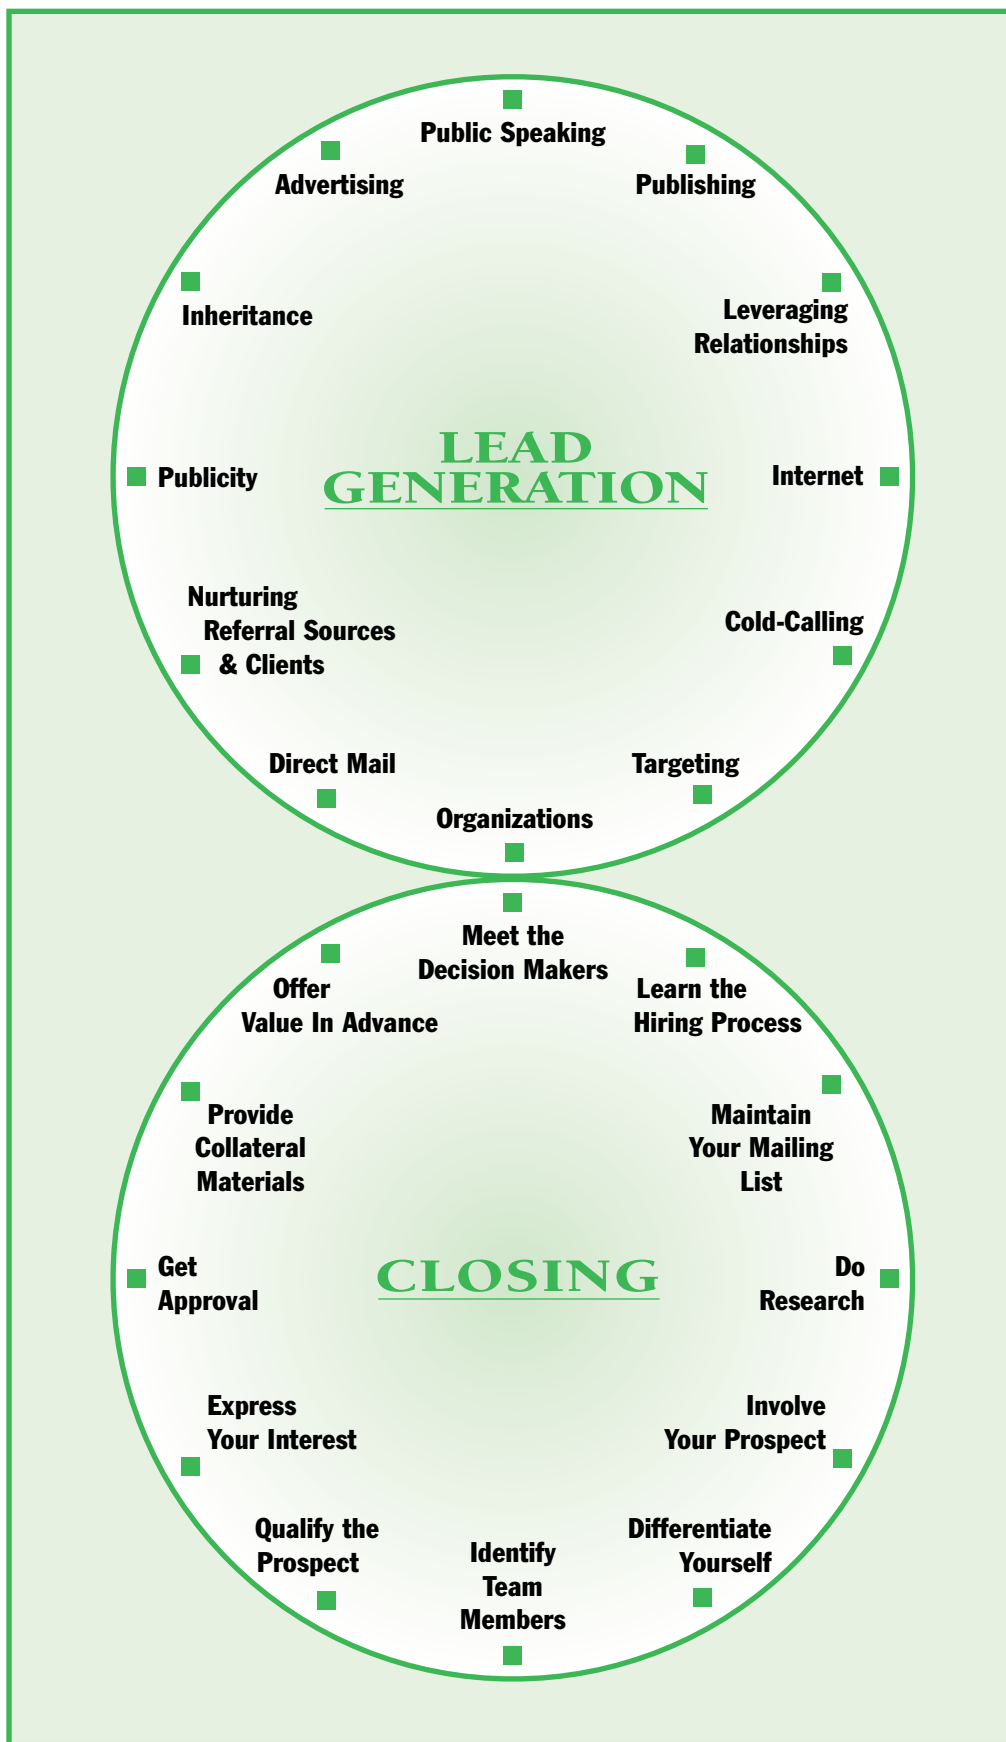 Public Speaking
Advertising
Publishing
Inheritance
Leveraging
Relationships
LEAD
GENERATION
Publicity
Internet
Nurturing
Referral Sources
& Clients
Cold-Calling
Direct Mail
Targeting
Organizations
Meet the
Decision Makers
Offer
Value In Advance
Learn the
Hiring Process
Provide
Collateral
Materials
Maintain
Your Mailing
List
Get
Approval
CLOSING
Do
Research
Express
Your Interest
Involve
Your Prospect
Qualify the
Prospect
Identify
Team
Members
Differentiate
Yourself